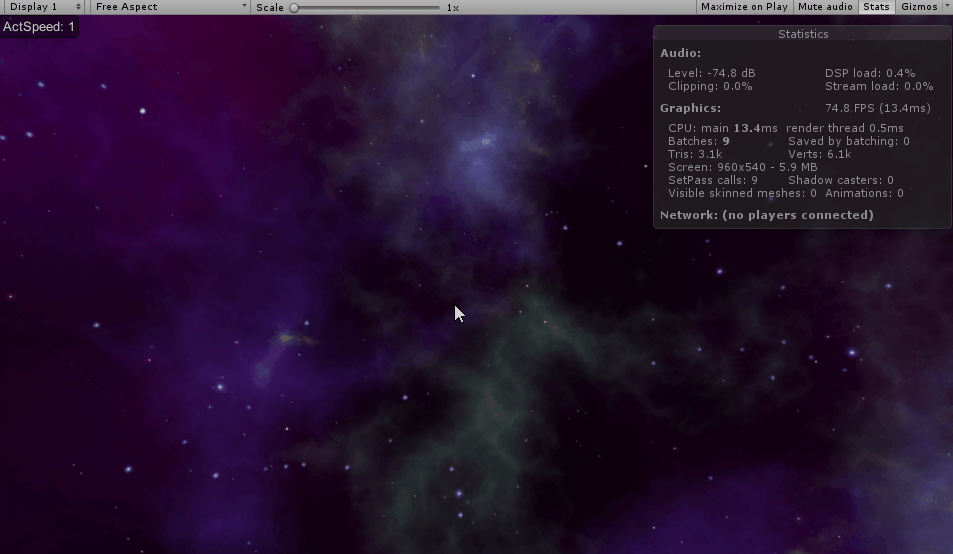 Display 1 Free Aspect Scale 1x Maximize on Play Mute audio Stats Gizmos
ActSpeed: 1
Statistics
Audio:
Level: -74.8 dB DSP load: 0.4%
Clipping: 0.0% Stream load: 0.0%
Graphics: 74.8 FPS (13.4ms)
CPU: main 13.4ms render thread 0.5ms
Batches: 9 Saved by batching: 0
Tris: 3.1k Verts: 6.1k
Screen: 960x540 - 5.9 MB
SetPass calls: 9 Shadow casters: 0
Visible skinned meshes: 0 Animations: 0
Network: (no players connected)